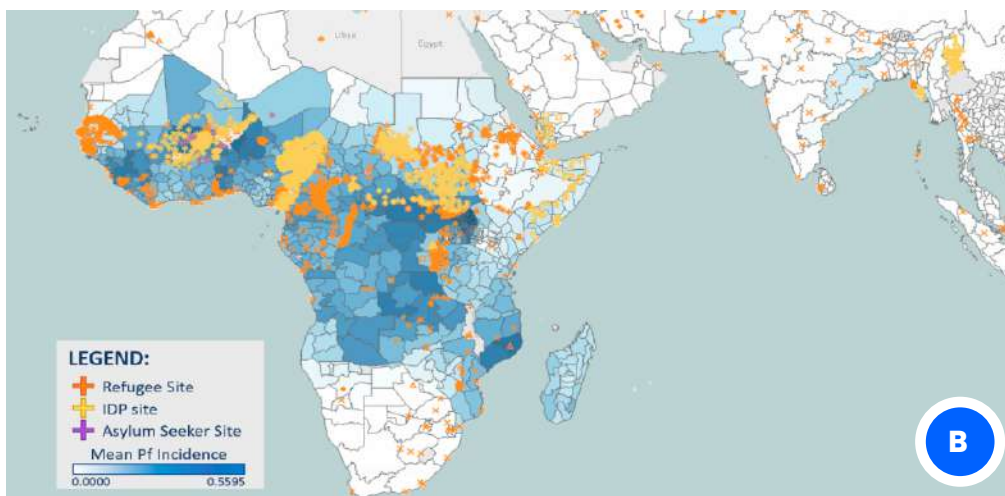 Libya
Egypt
LEGEND:
Refugee Site
IDP site
Asylum Seeker Site
Mean Pf Incidence
0.0000 0.5595
B